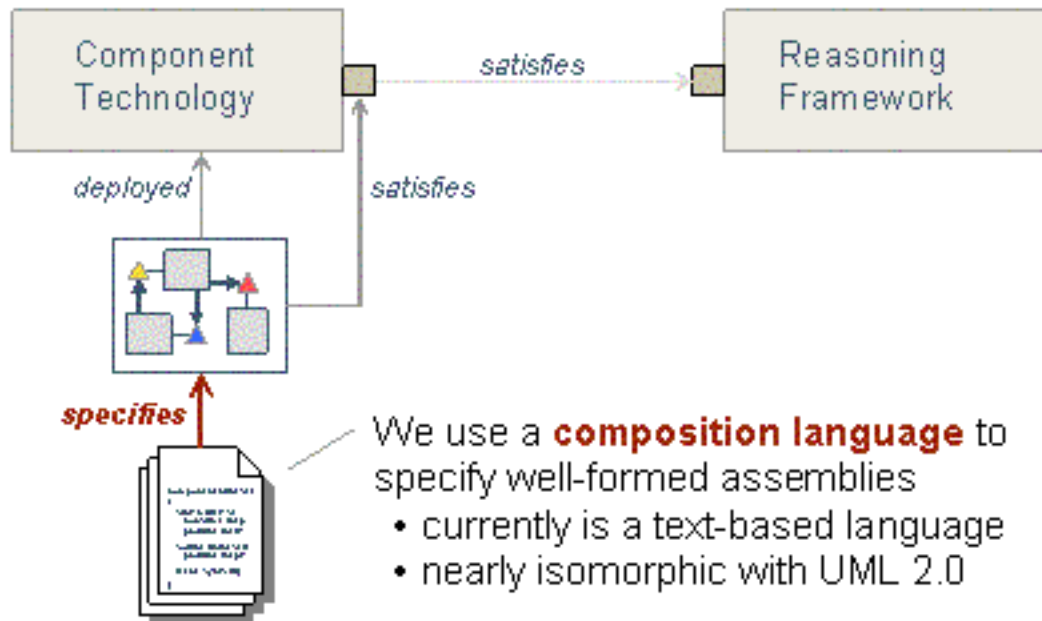 Component
Technology
satisfies
Reasoning
Framework
deployed
satisfies
specifies
We use a composition language to
specify well-formed assemblies
• currently is a text-based language
• nearly isomorphic with UML 2.0